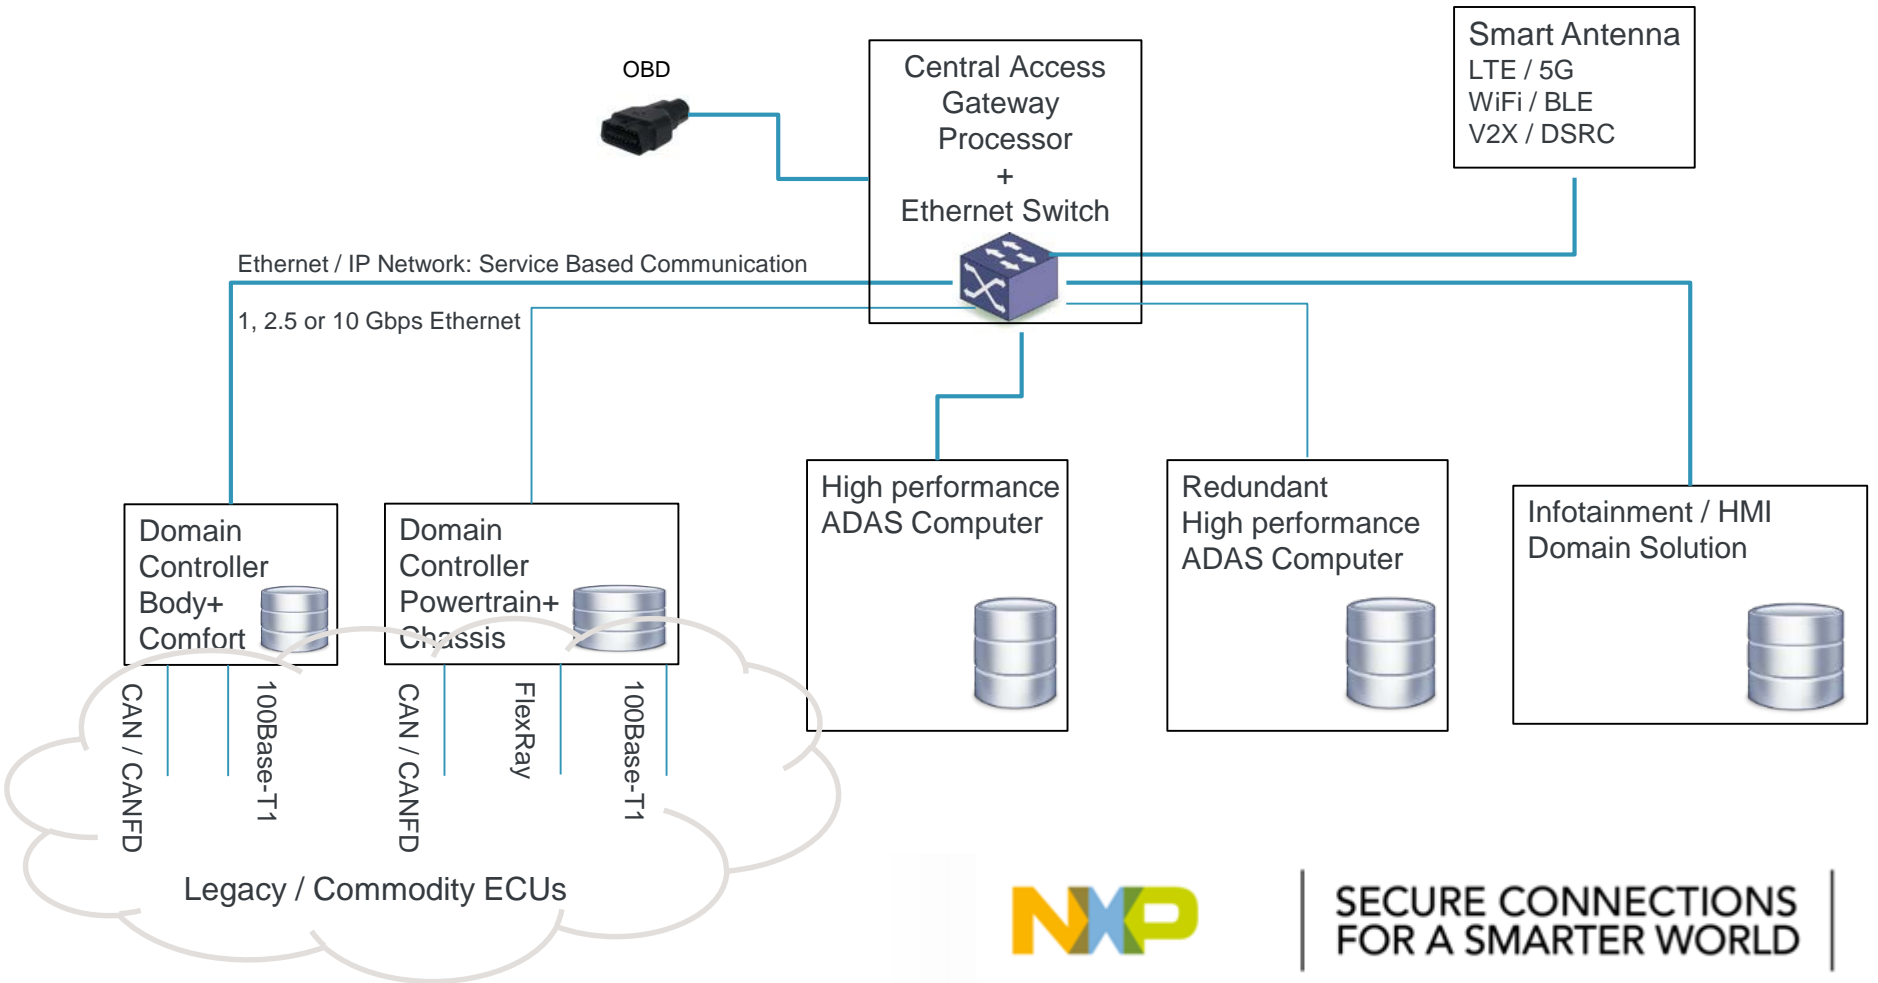 OBD
Central Access
Gateway
Processor
+
Ethernet Switch
Smart Antenna
LTE / 5G
WiFi / BLE
V2X / DSRC
Ethernet / IP Network: Service Based Communication
1, 2.5 or 10 Gbps Ethernet
Domain
Controller
Body+
Comfort
Domain
Controller
Powertrain+
Chassis
High performance
ADAS Computer
Redundant
High performance
ADAS Computer
Infotainment / HMI
Domain Solution
CAN / CANFD
100Base-T1
CAN / CANFD
FlexRay
100Base-T1
Legacy / Commodity ECUs
NXP
SECURE CONNECTIONS
FOR A SMARTER WORLD